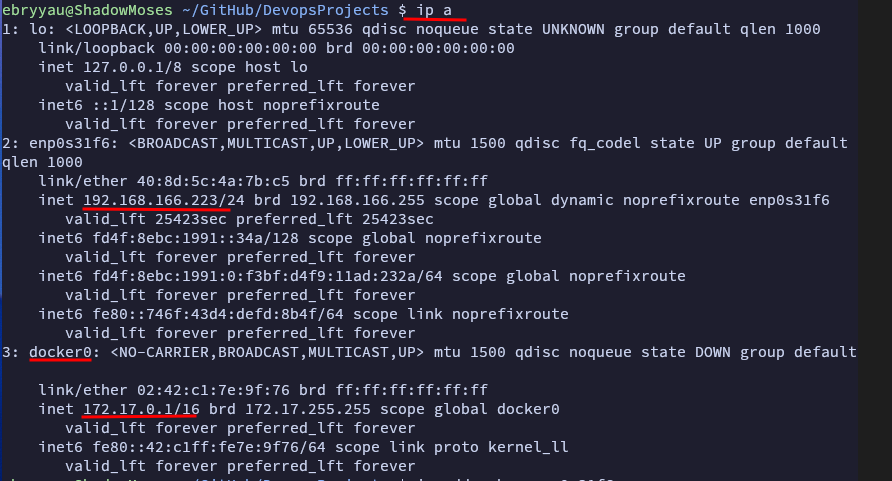 ebryyau@ShadowMoses ~/GitHub/DevopsProjects $ ip a
1: lo: <LOOPBACK,UP,LOWER_UP> mtu 65536 qdisc noqueue state UNKNOWN group default qlen 1000
link/loopback 00:00:00:00:00:00 brd 00:00:00:00:00:00
inet 127.0.0.1/8 scope host lo
valid_lft forever preferred_lft forever
inet6 ::1/128 scope host noprefixroute
valid_lft forever preferred_lft forever
2: enp0s31f6: <BROADCAST,MULTICAST,UP,LOWER_UP> mtu 1500 qdisc fq_codel state UP group default
qlen 1000
link/ether 40:8d:5c:4a:7b:c5 brd ff:ff:ff:ff:ff:ff
inet 192.168.166.223/24 brd 192.168.166.255 scope global dynamic noprefixroute enp0s31f6
valid_lft 25423sec preferred_lft 25423sec
inet6 fd4f:8ebc:1991::34a/128 scope global noprefixroute
valid_lft forever preferred_lft forever
inet6 fd4f:8ebc:1991:0:f3bf:d4f9:11ad:232a/64 scope global noprefixroute
valid_lft forever preferred_lft forever
inet6 fe80::746f:43d4:defd:8b4f/64 scope link noprefixroute
valid_lft forever preferred_lft forever
3: docker0: <NO-CARRIER,BROADCAST,MULTICAST,UP> mtu 1500 qdisc noqueue state DOWN group default
link/ether 02:42:c1:7e:9f:76 brd ff:ff:ff:ff:ff:ff
inet 172.17.0.1/16 brd 172.17.255.255 scope global docker0
valid_lft forever preferred_lft forever
inet6 fe80::42:c1ff:fe7e:9f76/64 scope link proto kernel_ll
valid_lft forever preferred_lft forever